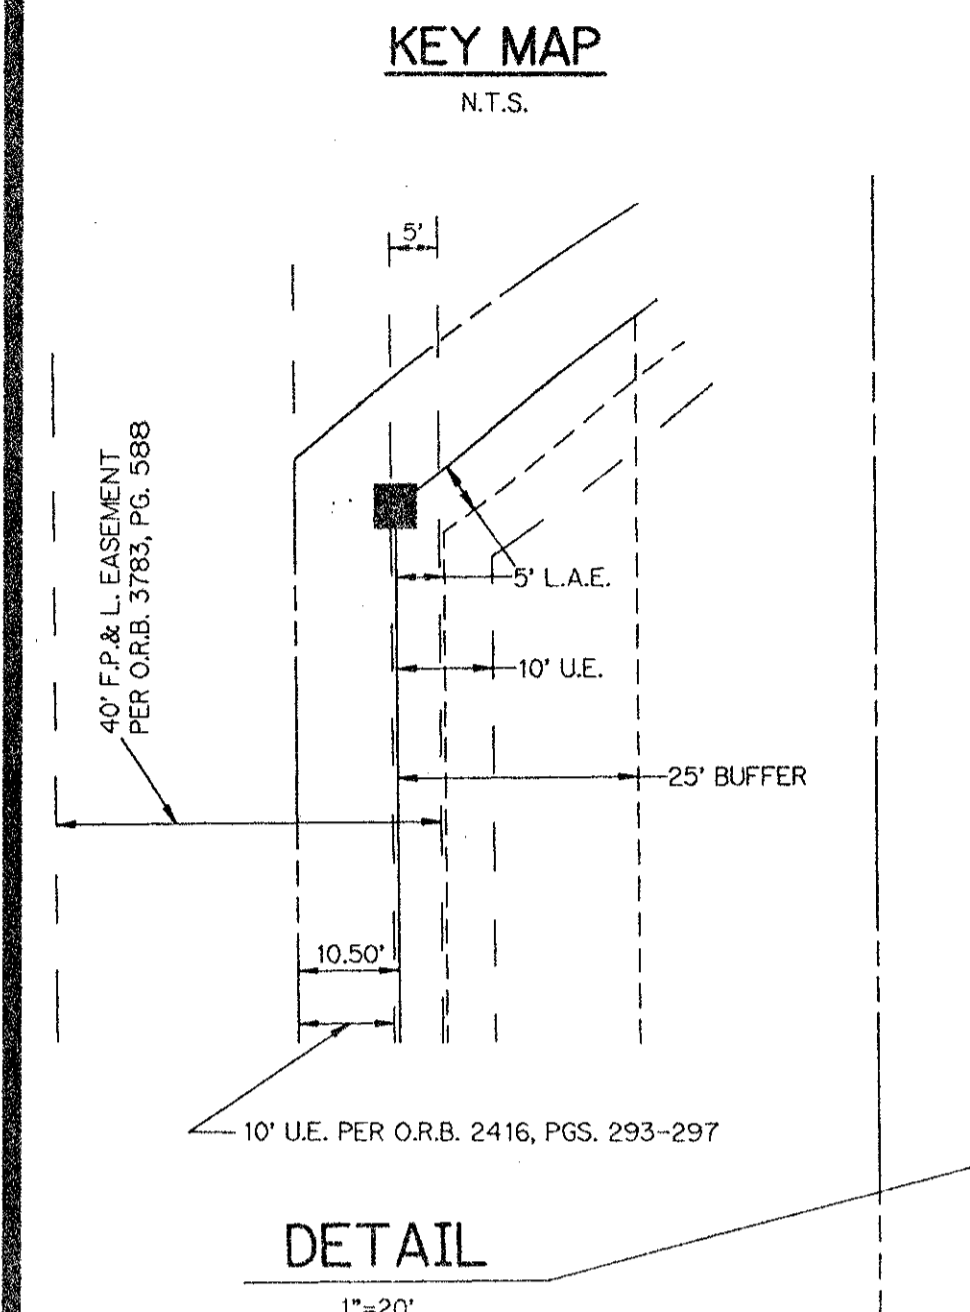 KEY MAP
N.T.S.
5'
40' F.P.& L. EASEMENT
PER O.R.B. 3783, PG. 588
5' L.A.E.
10' U.E.
25' BUFFER
10.50'
10' U.E. PER O.R.B. 2416, PGS. 293-297
DETAIL
1"=20'